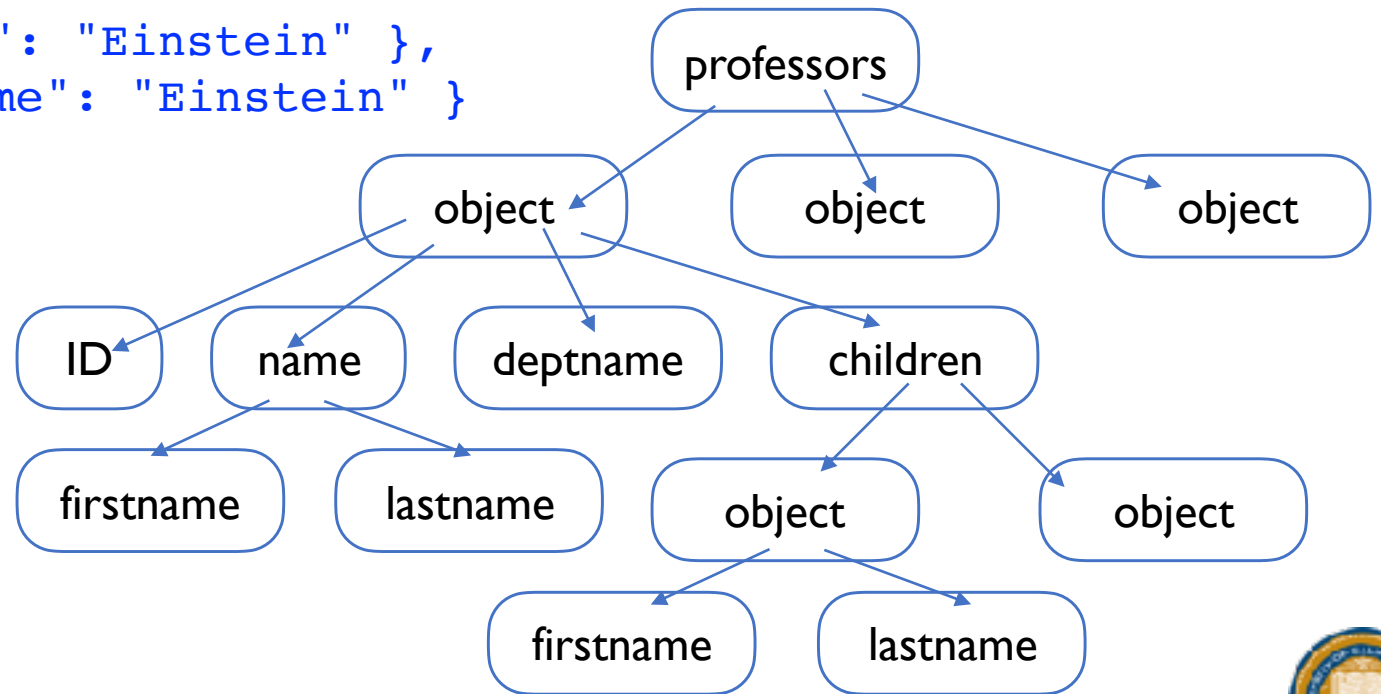 ": "Einstein" },
me": "Einstein" }
professors
object object object
ID name deptname children
firstname lastname object object
firstname lastname